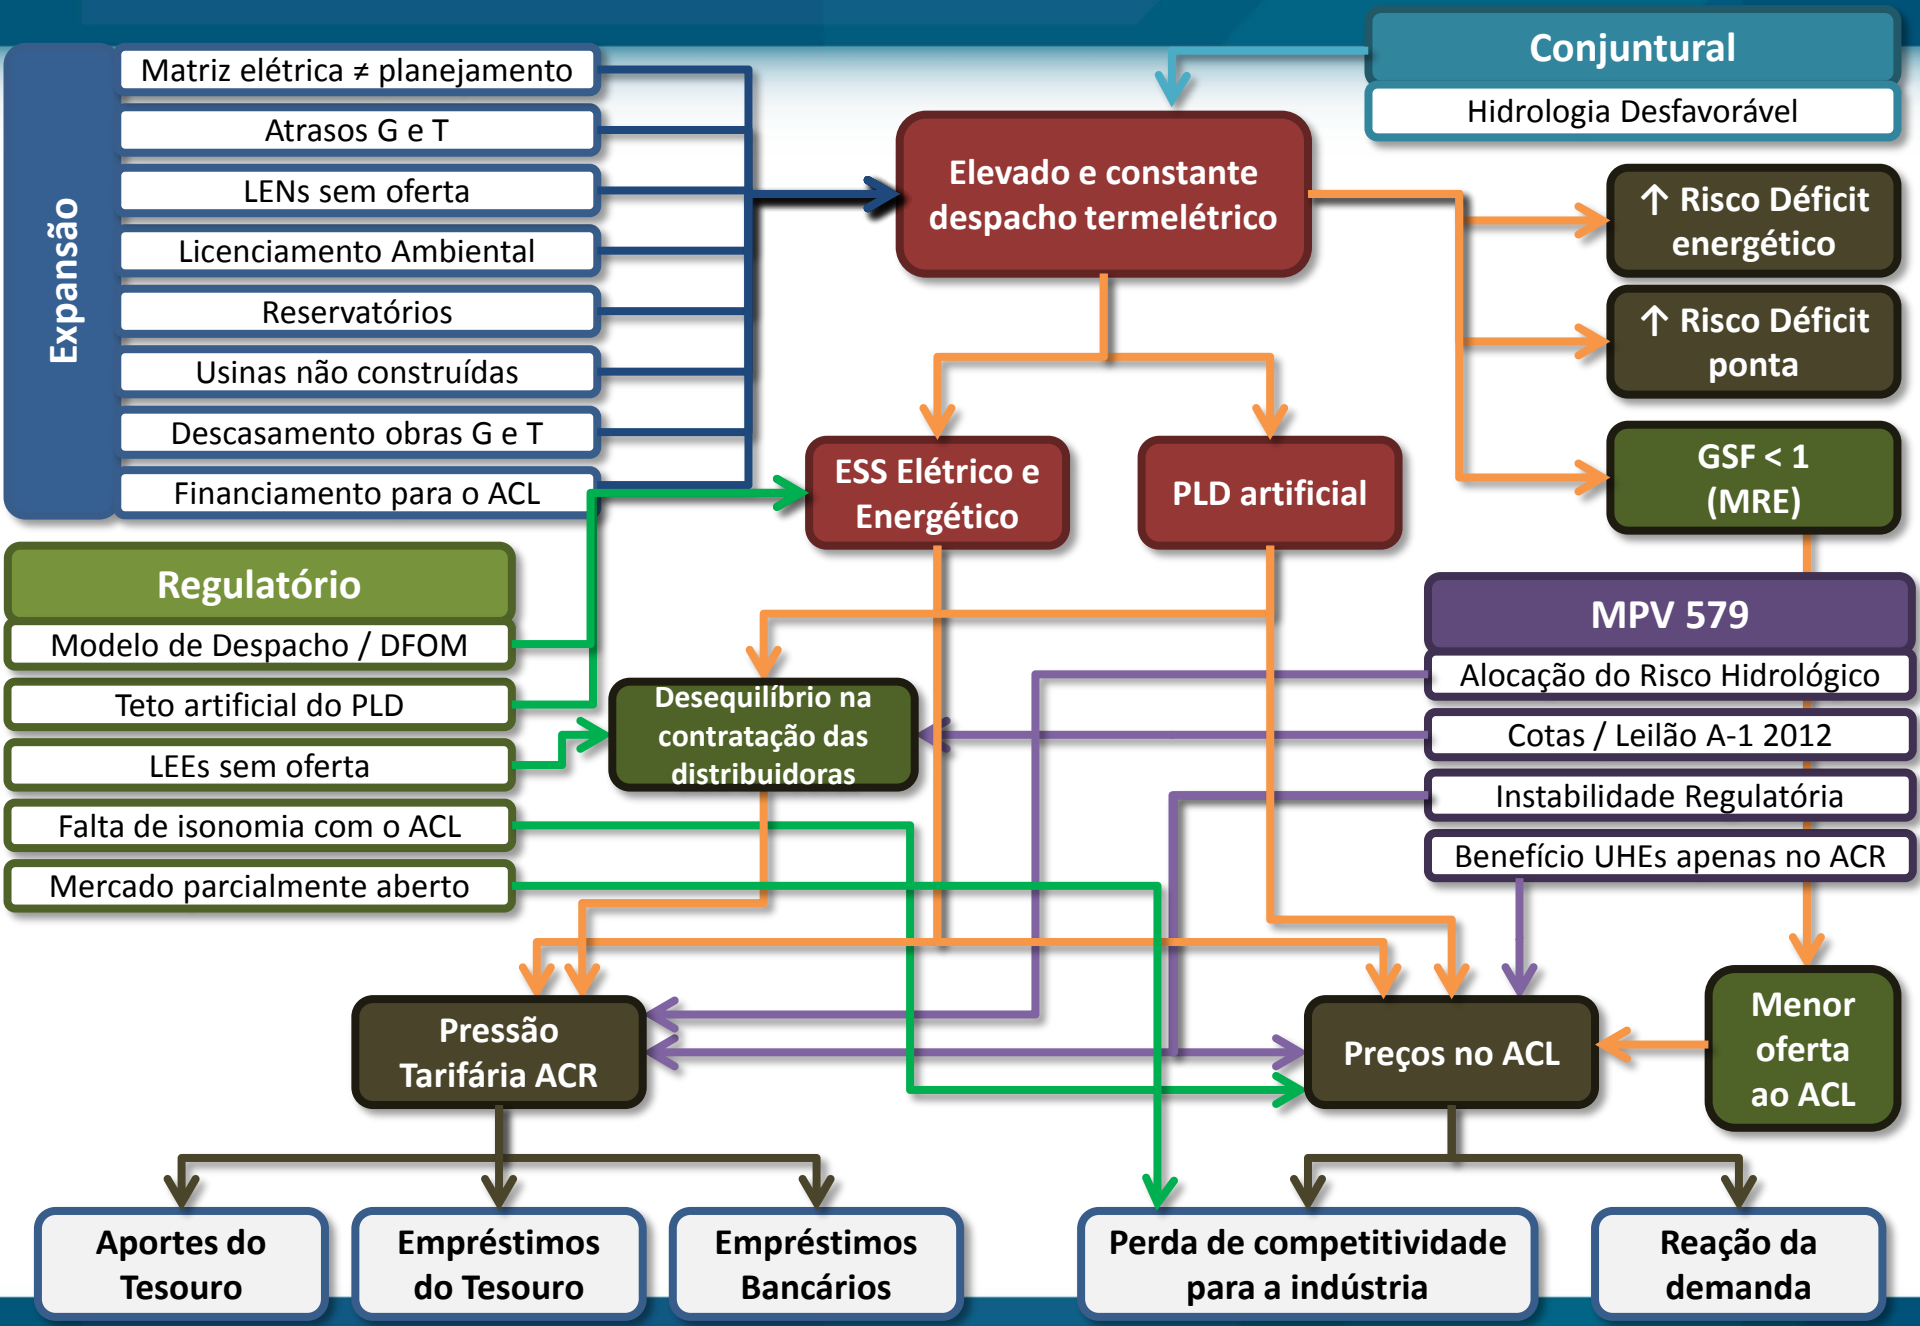 Conjuntural
Hidrologia Desfavorável
Expansão
Matriz elétrica ≠ planejamento
Atrasos G e T
LENs sem oferta
Licenciamento Ambiental
Reservatórios
Usinas não construídas
Descasamento obras G e T
Financiamento para o ACL
Elevado e constante
despacho termelétrico
↑ Risco Déficit
energético
↑ Risco Déficit
ponta
GSF < 1
(MRE)
ESS Elétrico e
Energético
PLD artificial
Regulatório
Modelo de Despacho / DFOM
Teto artificial do PLD
LEEs sem oferta
Falta de isonomia com o ACL
Mercado parcialmente aberto
Desequilíbrio na
contratação das
distribuidoras
MPV 579
Alocação do Risco Hidrológico
Cotas / Leilão A-1 2012
Instabilidade Regulatória
Benefício UHEs apenas no ACR
Pressão
Tarifária ACR
Preços no ACL
Menor
oferta
ao ACL
Aportes do
Tesouro
Empréstimos
do Tesouro
Empréstimos
Bancários
Perda de competitividade
para a indústria
Reação da
demanda